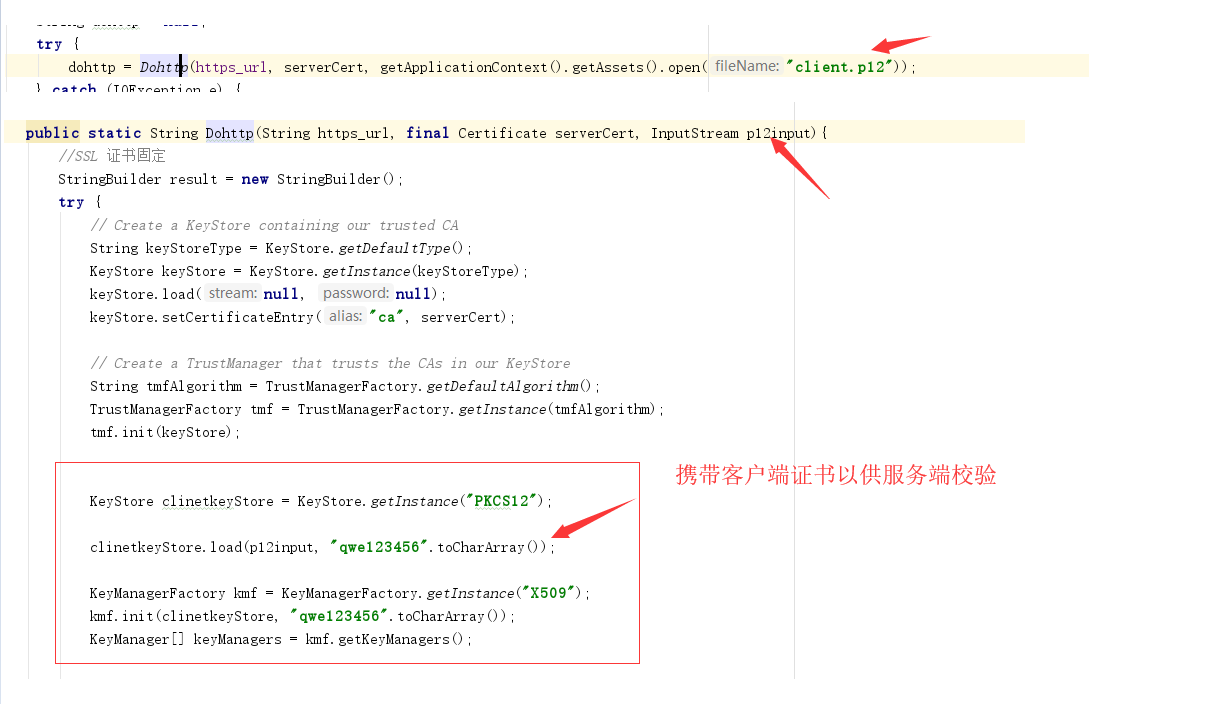 try {
dohttp = Dohttp(https_url, serverCert, getApplicationContext().getAssets().open( fileName: "client.p12"));
} catch (IOException e) {
public static String Dohttp(String https_url, final Certificate serverCert, InputStream p12input){
//SSL 证书固定
StringBuilder result = new StringBuilder();
try {
// Create a KeyStore containing our trusted CA
String keyStoreType = KeyStore.getDefaultType();
KeyStore keyStore = KeyStore.getInstance(keyStoreType);
keyStore.load( stream: null, password: null);
keyStore.setCertificateEntry( alias: "ca", serverCert);
// Create a TrustManager that trusts the CAs in our KeyStore
String tmfAlgorithm = TrustManagerFactory.getDefaultAlgorithm();
TrustManagerFactory tmf = TrustManagerFactory.getInstance(tmfAlgorithm);
tmf.init(keyStore);
携带客户端证书以供服务端校验
KeyStore clinetkeyStore = KeyStore.getInstance("PKCS12");
clinetkeyStore.load(p12input, "qwe123456".toCharArray());
KeyManagerFactory kmf = KeyManagerFactory.getInstance("X509");
kmf.init(clinetkeyStore, "qwe123456".toCharArray());
KeyManager[] keyManagers = kmf.getKeyManagers();